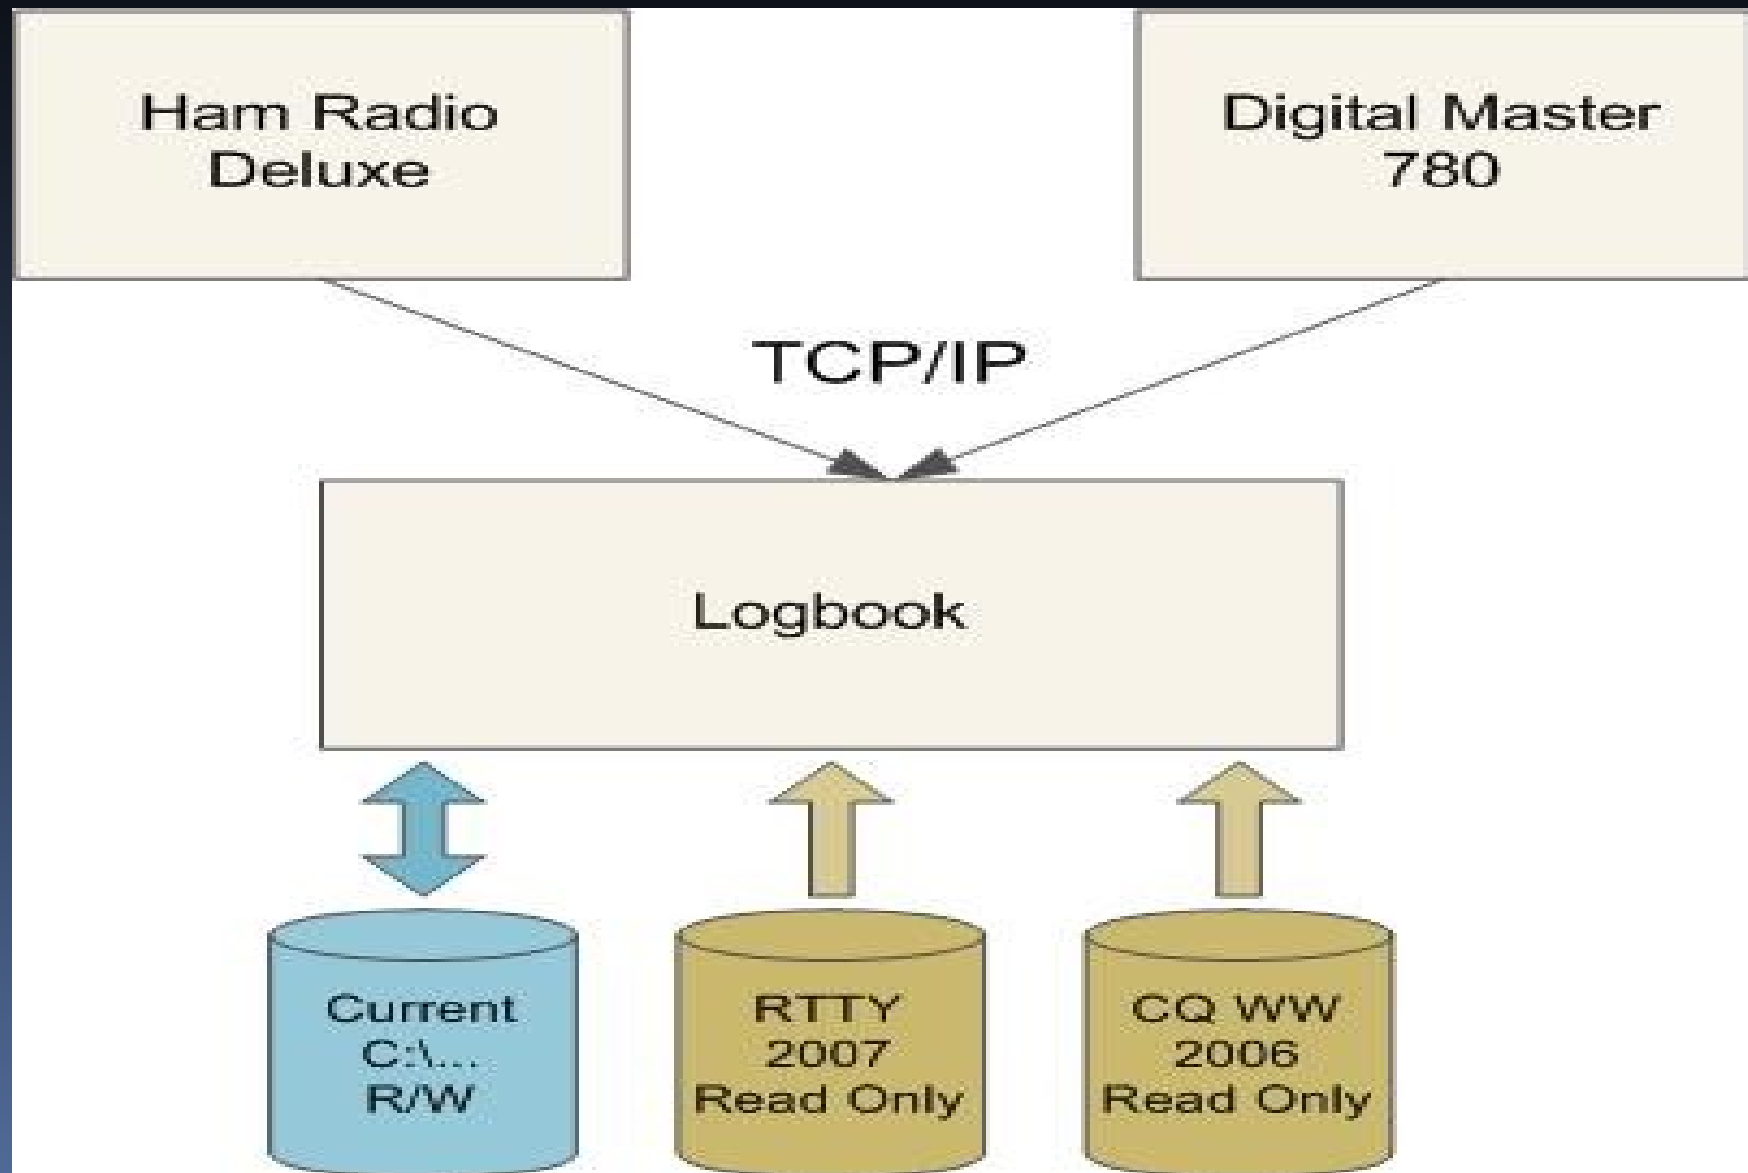 Ham Radio
Deluxe
Digital Master
780
TCP/IP
Logbook
Current
C:\...
R/W
RTTY
2007
Read Only
CQ WW
2006
Read Only